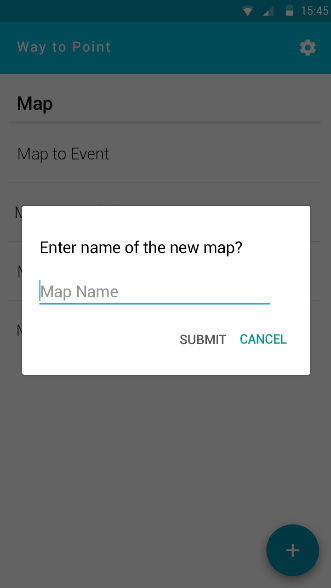 15:45
Way to Point
Map
Map to Event
M
Enter name of the new map?
Map Name
SUBMIT CANCEL